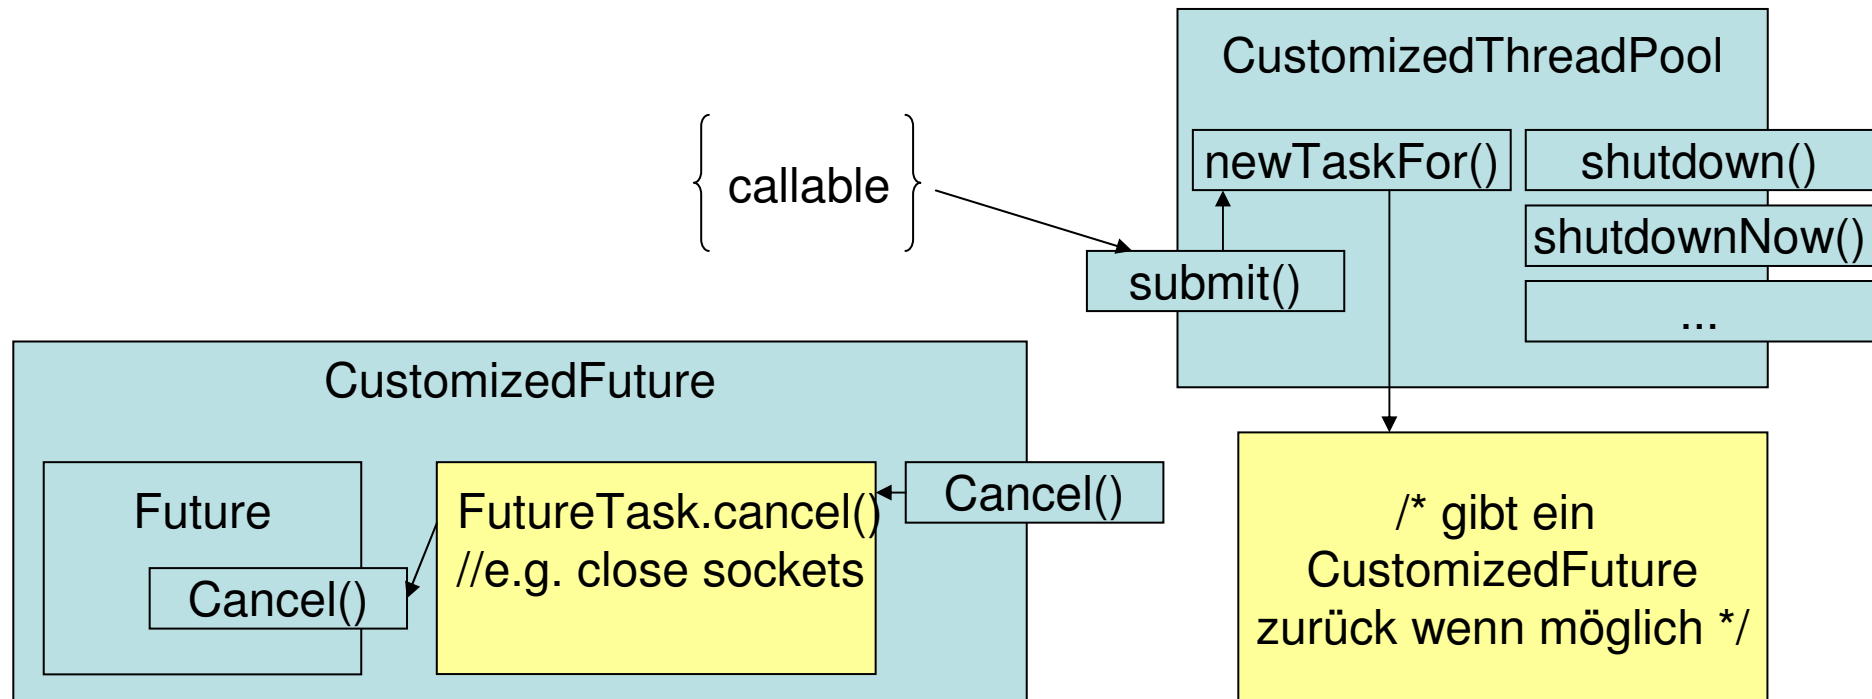 CustomizedThreadPool
callable
newTaskFor()
shutdown()
shutdownNow()
submit()
...
CustomizedFuture
Future
Cancel()
FutureTask.cancel()
//e.g. close sockets
Cancel()
/* gibt ein
CustomizedFuture
zurück wenn möglich */